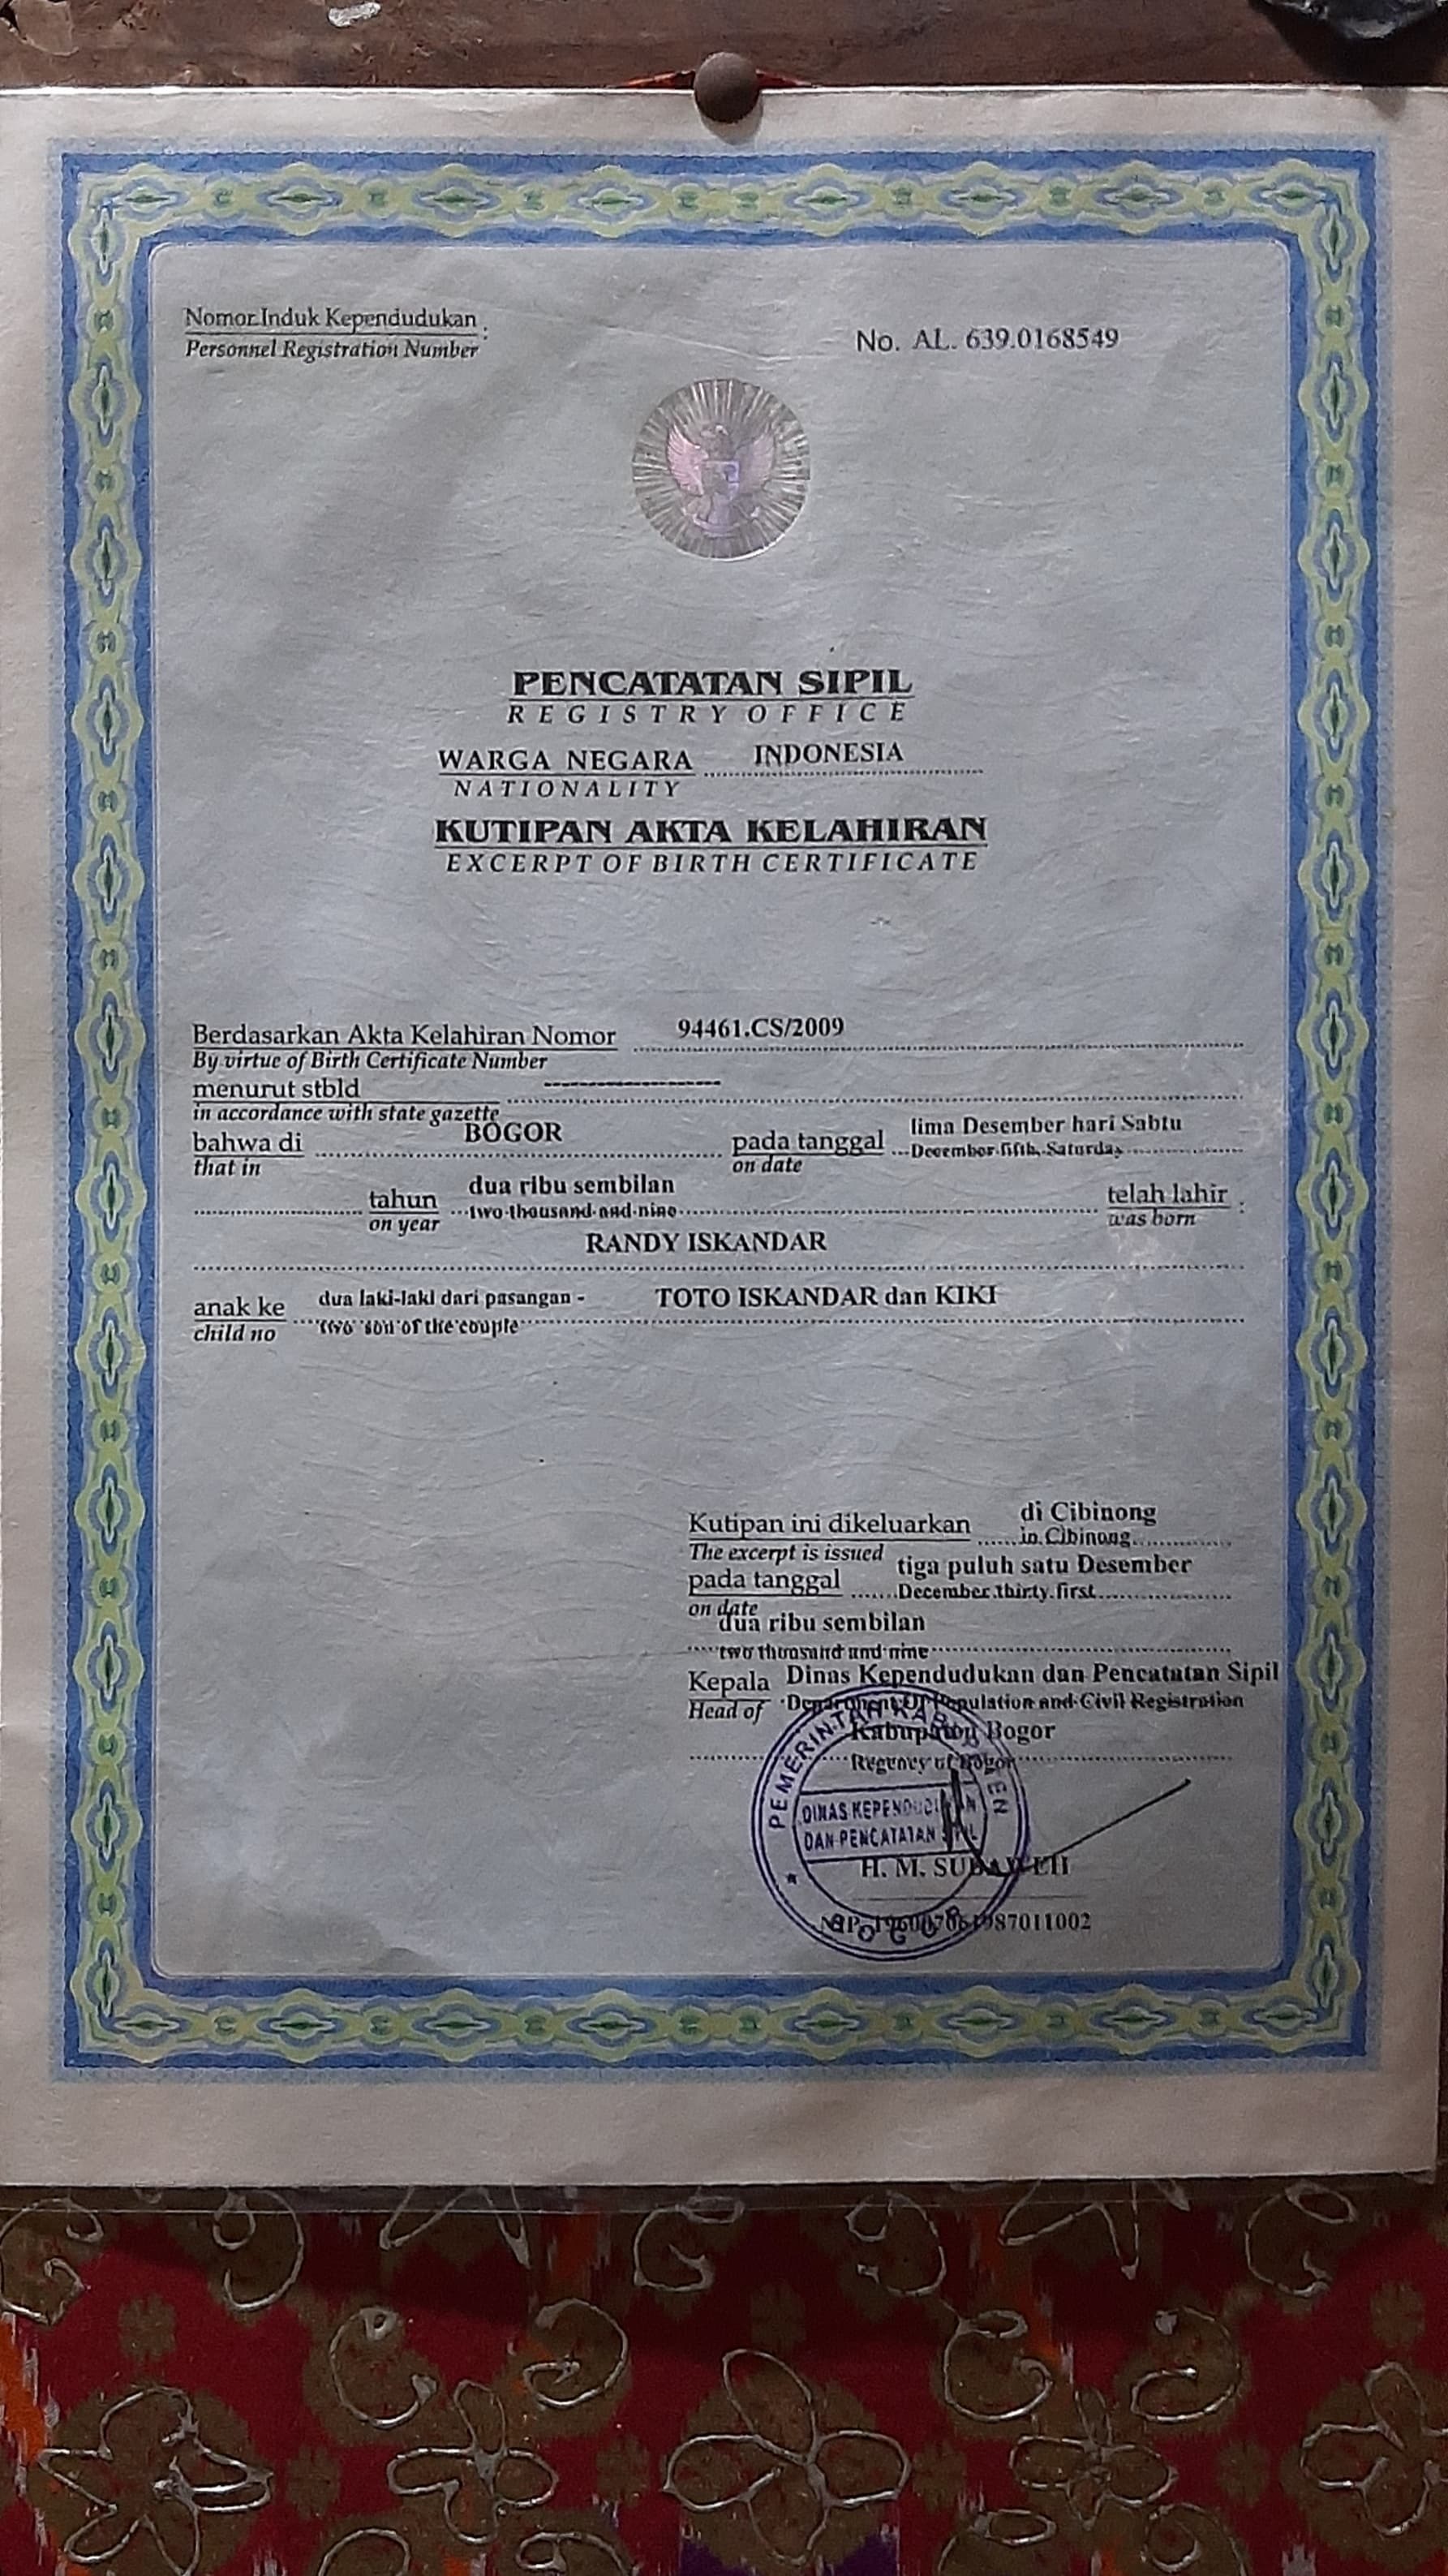 Nomor Induk Kependudukan :
Personnel Registration Number
No. AL. 639.0168549
PENCATATAN SIPIL
REGISTRY OFFICE
WARGA NEGARA INDONESIA
NATIONALITY
KUTIPAN AKTA KELAHIRAN
EXCERPT OF BIRTH CERTIFICATE
Berdasarkan Akta Kelahiran Nomor 94461.CS/2009
By virtue of Birth Certificate Number
menurut stbld --------------------
in accordance with state gazette
bahwa di BOGOR pada tanggal lima Desember hari Sabtu
that in on date December fifth, Saturday
tahun dua ribu sembilan telah lahir :
on year two thousand and nine was born
RANDY ISKANDAR
anak ke dua laki-laki dari pasangan - TOTO ISKANDAR dan KIKI
child no two son of the couple
Kutipan ini dikeluarkan di Cibinong
The excerpt is issued in Cibinong
pada tanggal tiga puluh satu Desember
on date December thirty first
dua ribu sembilan
two thousand and nine
Kepala Dinas Kependudukan dan Pencatatan Sipil
Head of Department Of Population and Civil Registration
Kabupaten Bogor
Regency of Bogor
PEMERINTAH KABUPATEN
DINAS KEPENDUDUKAN
DAN PENCATATAN SIPIL
BOGOR
H. M.
NIP.